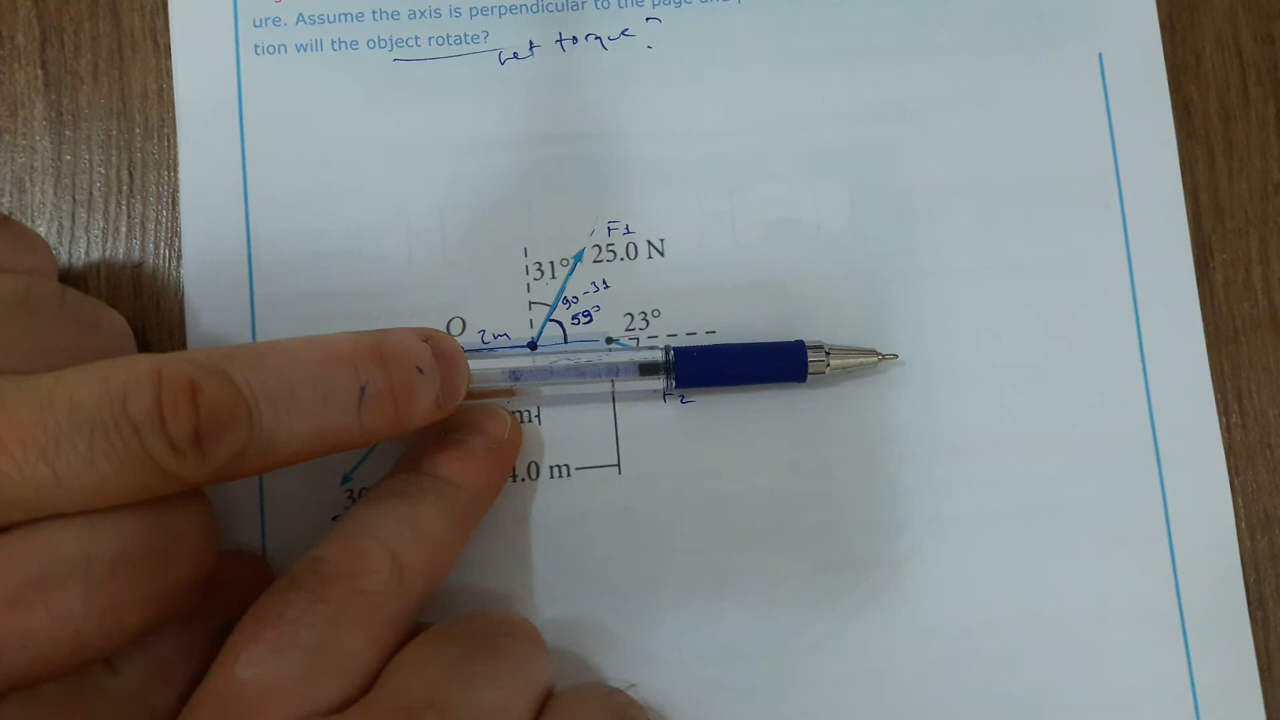 ure. Assume the axis is perpendicular to the page and
tion will the object rotate?
net torque?
F1
25.0 N
31°
90-31
59°
23°
O
2m
F2
m
4.0 m
30